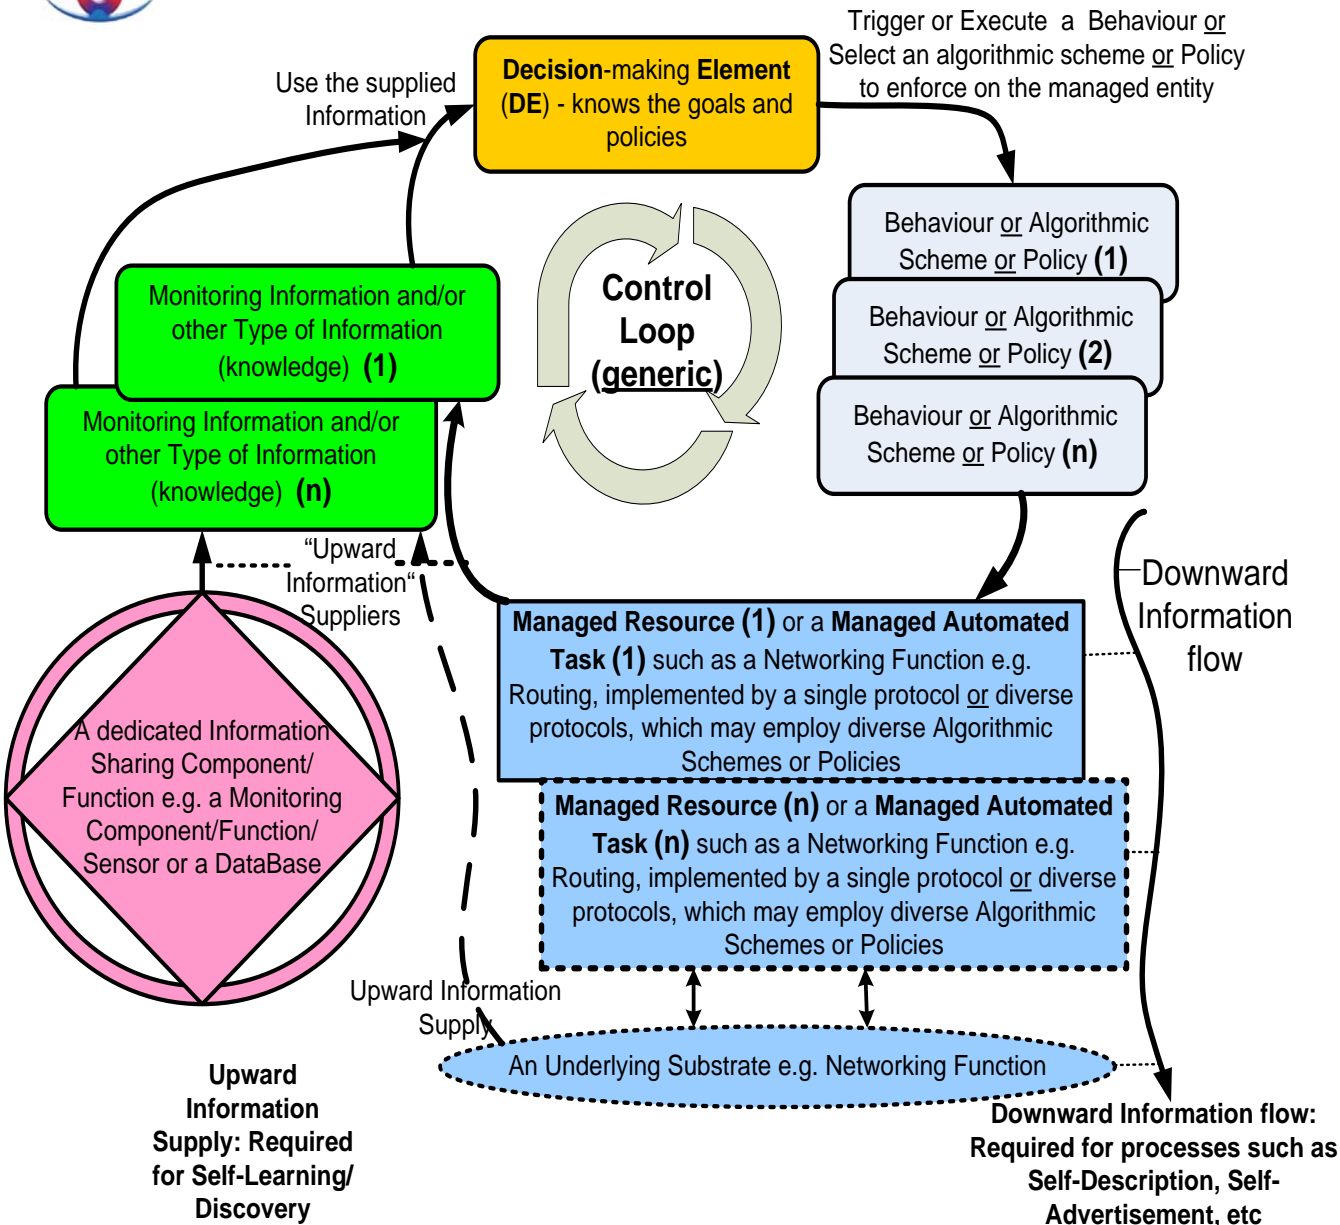 Trigger or Execute a Behaviour or
Select an algorithmic scheme or Policy
to enforce on the managed entity
Use the supplied
Information
Decision-making Element
(DE) - knows the goals and
policies
Behaviour or Algorithmic
Scheme or Policy (1)
Behaviour or Algorithmic
Scheme or Policy (2)
Behaviour or Algorithmic
Scheme or Policy (n)
Control
Loop
(generic)
Monitoring Information and/or
other Type of Information
(knowledge) (1)
Monitoring Information and/or
other Type of Information
(knowledge) (n)
“Upward
Information“
Suppliers
Downward
Information
flow
Managed Resource (1) or a Managed Automated
Task (1) such as a Networking Function e.g.
Routing, implemented by a single protocol or diverse
protocols, which may employ diverse Algorithmic
Schemes or Policies
A dedicated Information
Sharing Component/
Function e.g. a Monitoring
Component/Function/
Sensor or a DataBase
Managed Resource (n) or a Managed Automated
Task (n) such as a Networking Function e.g.
Routing, implemented by a single protocol or diverse
protocols, which may employ diverse Algorithmic
Schemes or Policies
Upward Information
Supply
An Underlying Substrate e.g. Networking Function
Upward
Information
Supply: Required
for Self-Learning/
Discovery
Downward Information flow:
Required for processes such as
Self-Description, Self-
Advertisement, etc